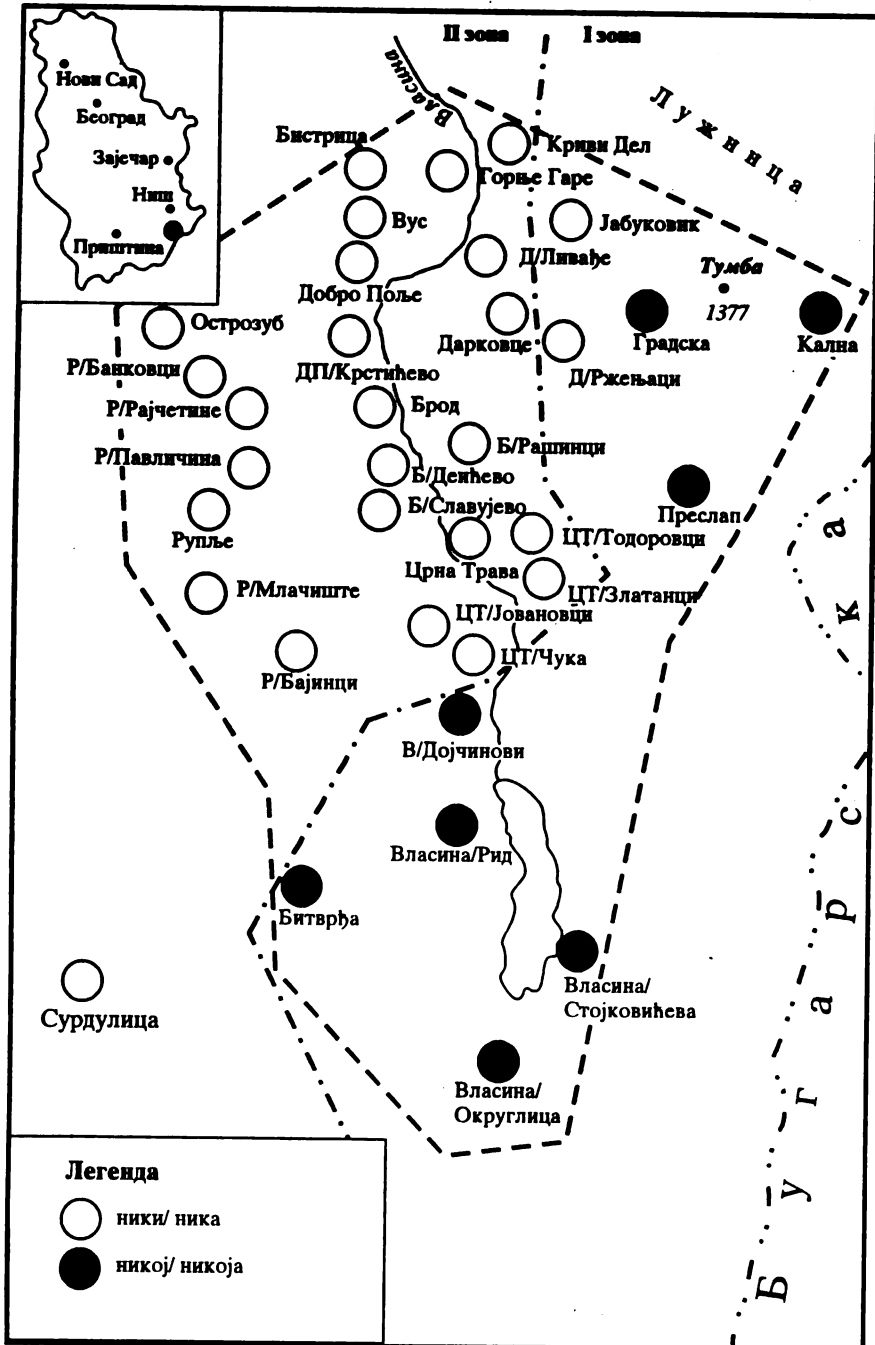 II зона
I зона
Власина
Лужница
Нови Сад
Београд
Зајечар
Ниш
Приштина
Бистрица
Криви Дел
Горње Гаре
Вус
Јабуковик
Д/Ливађе
Тумба
1377
Добро Поље
Острозуб
Дарковце
Градска
Кална
Р/Банковци
ДП/Крстићево
Д/Ржењаци
Р/Рајчетине
Брод
Б/Рашинци
Р/Павличина
Б/Деићево
Б/Славујево
Преслап
Рупље
ЦТ/Тодоровци
Црна Трава
Р/Млачиште
ЦТ/Златанци
ЦТ/Јовановци
ЦТ/Чука
Р/Бајинци
В/Дојчинови
Власина/Рид
Битврђа
Власина/
Стојковићева
Сурдулица
Власина/
Округлица
Бугарска
Легенда
ники/ ника
никој/ никоја